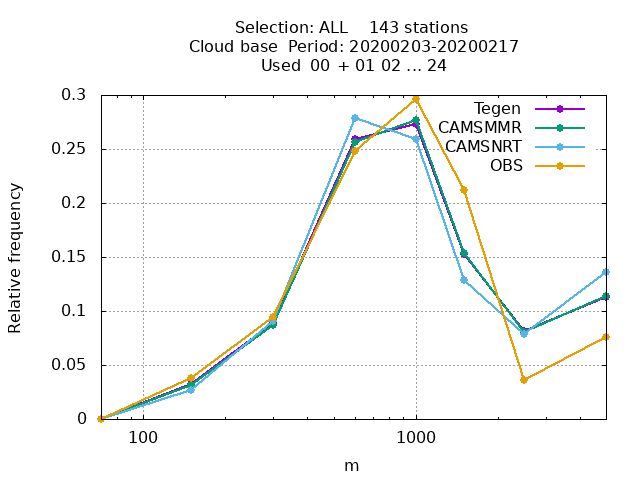 Selection: ALL 143 stations
Cloud base Period: 20200203-20200217
Used 00 + 01 02 ... 24
Relative frequency
0.3
0.25
0.2
0.15
0.1
0.05
0
Tegen
CAMSMMR
CAMSNRT
OBS
100
1000
m